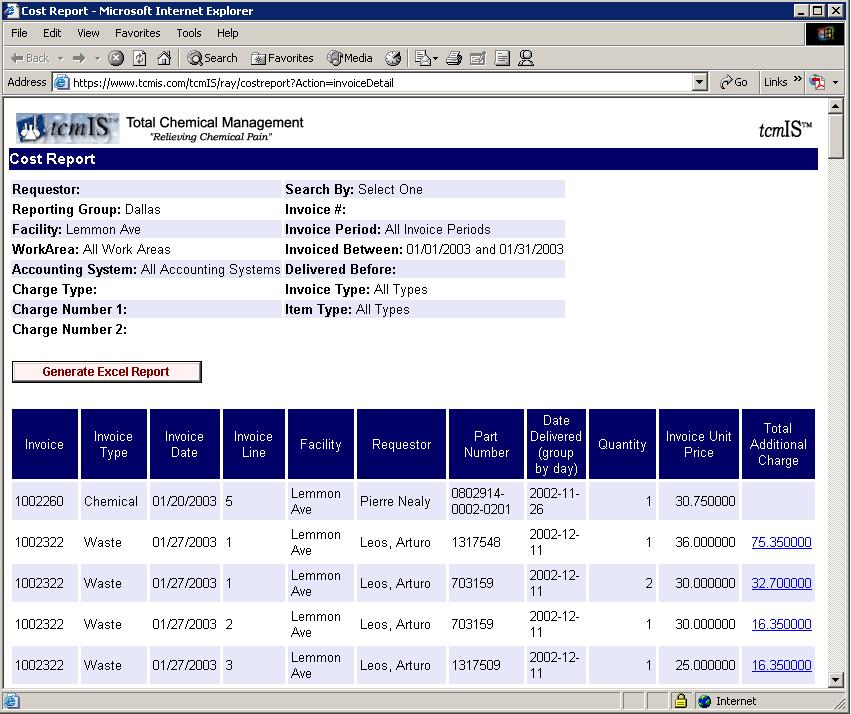 Cost Report - Microsoft Internet Explorer
File Edit View Favorites Tools Help
Back Search Favorites Media
Address https://www.tcmis.com/tcmIS/ray/costreport?Action=invoiceDetail Go Links »
tcmIS™ Total Chemical Management
"Relieving Chemical Pain" tcmIS™
Cost Report
Requestor: Search By: Select One
Reporting Group: Dallas Invoice #:
Facility: Lemmon Ave Invoice Period: All Invoice Periods
WorkArea: All Work Areas Invoiced Between: 01/01/2003 and 01/31/2003
Accounting System: All Accounting Systems Delivered Before:
Charge Type: Invoice Type: All Types
Charge Number 1: Item Type: All Types
Charge Number 2:
Generate Excel Report
Invoice Invoice Type Invoice Date Invoice Line Facility Requestor Part Number Date Delivered (group by day) Quantity Invoice Unit Price Total Additional Charge
1002260 Chemical 01/20/2003 5 Lemmon Ave Pierre Nealy 0802914-0002-0201 2002-11-26 1 30.750000
1002322 Waste 01/27/2003 1 Lemmon Ave Leos, Arturo 1317548 2002-12-11 1 36.000000 75.350000
1002322 Waste 01/27/2003 1 Lemmon Ave Leos, Arturo 703159 2002-12-11 2 30.000000 32.700000
1002322 Waste 01/27/2003 2 Lemmon Ave Leos, Arturo 703159 2002-12-11 1 30.000000 16.350000
1002322 Waste 01/27/2003 3 Lemmon Ave Leos, Arturo 1317509 2002-12-11 1 25.000000 16.350000
Internet